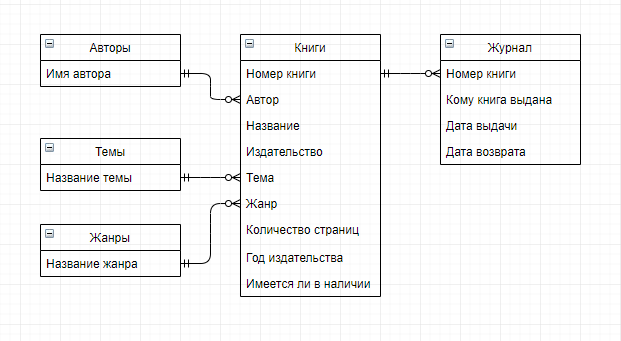 Авторы
Имя автора
Темы
Название темы
Жанры
Название жанра
Книги
Номер книги
Автор
Название
Издательство
Тема
Жанр
Количество страниц
Год издательства
Имеется ли в наличии
Журнал
Номер книги
Кому книга выдана
Дата выдачи
Дата возврата